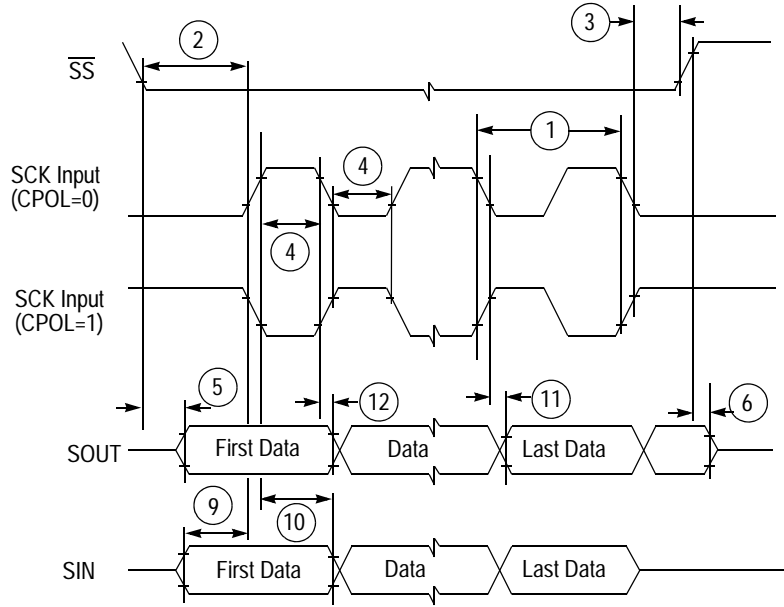 2
3
SS
1
SCK Input
(CPOL=0)
4
4
SCK Input
(CPOL=1)
5
12
11
6
SOUT
First Data
Data
Last Data
9
10
SIN
First Data
Data
Last Data